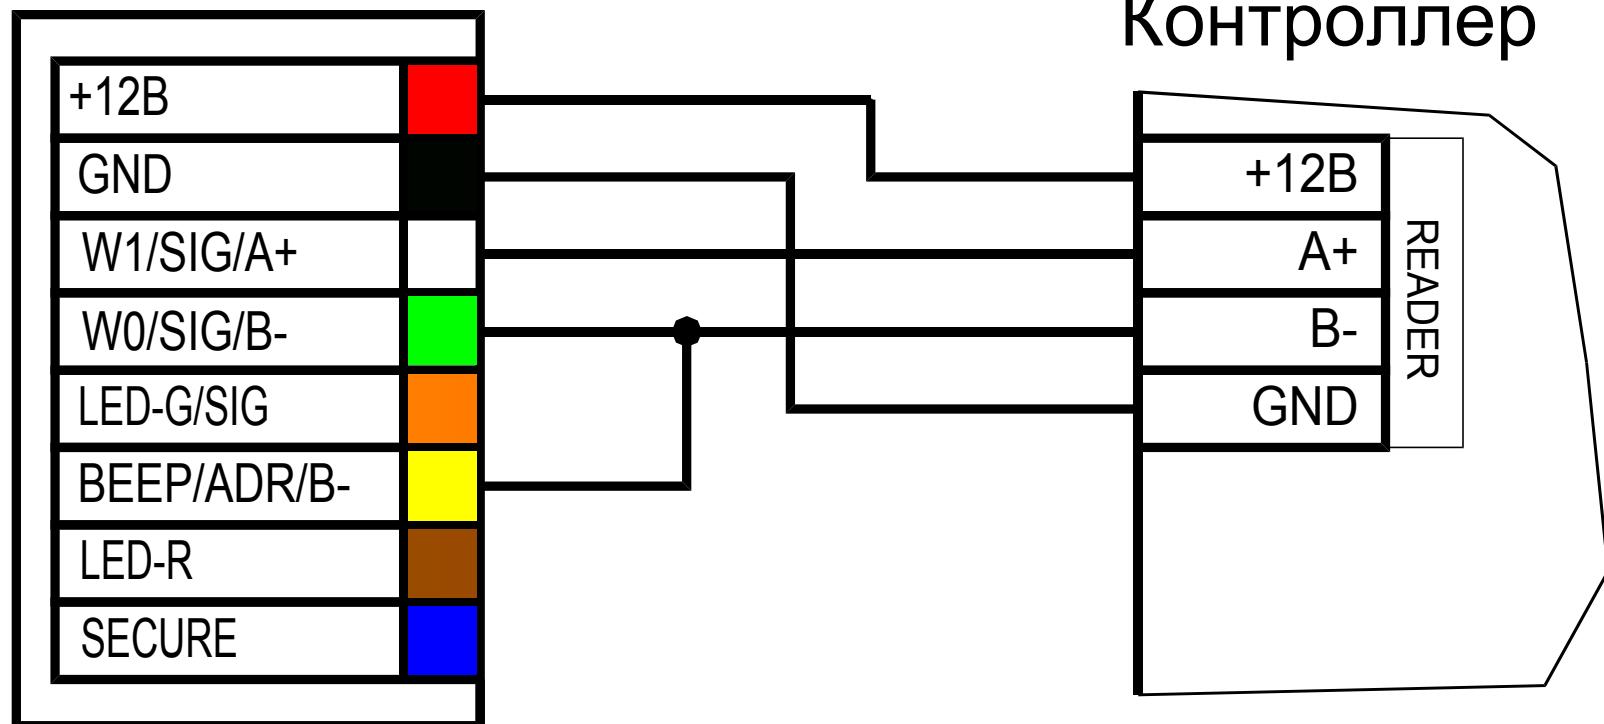 Контроллер
+12В
GND
W1/SIG/A+
W0/SIG/B-
LED-G/SIG
BEEP/ADR/B-
LED-R
SECURE
+12В
A+
B-
GND
READER